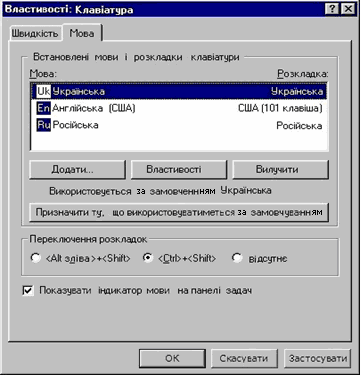 Властивості: Клавіатура
Швидкість Мова
Встановлені мови і розкладки клавіатури
Мова: Розкладка:
Uk Українська Українська
En Англійська (США) США (101 клавіша)
Ru Російська Російська
Додати... Властивості Вилучити
Використовується за замовченням Українська
Призначити ту, що використовуватиметься за замовчуванням
Переключення розкладок
<Alt зліва>+<Shift> <Ctrl>+<Shift> відсутнє
Показувати індикатор мови на панелі задач
OK Скасувати Застосувати